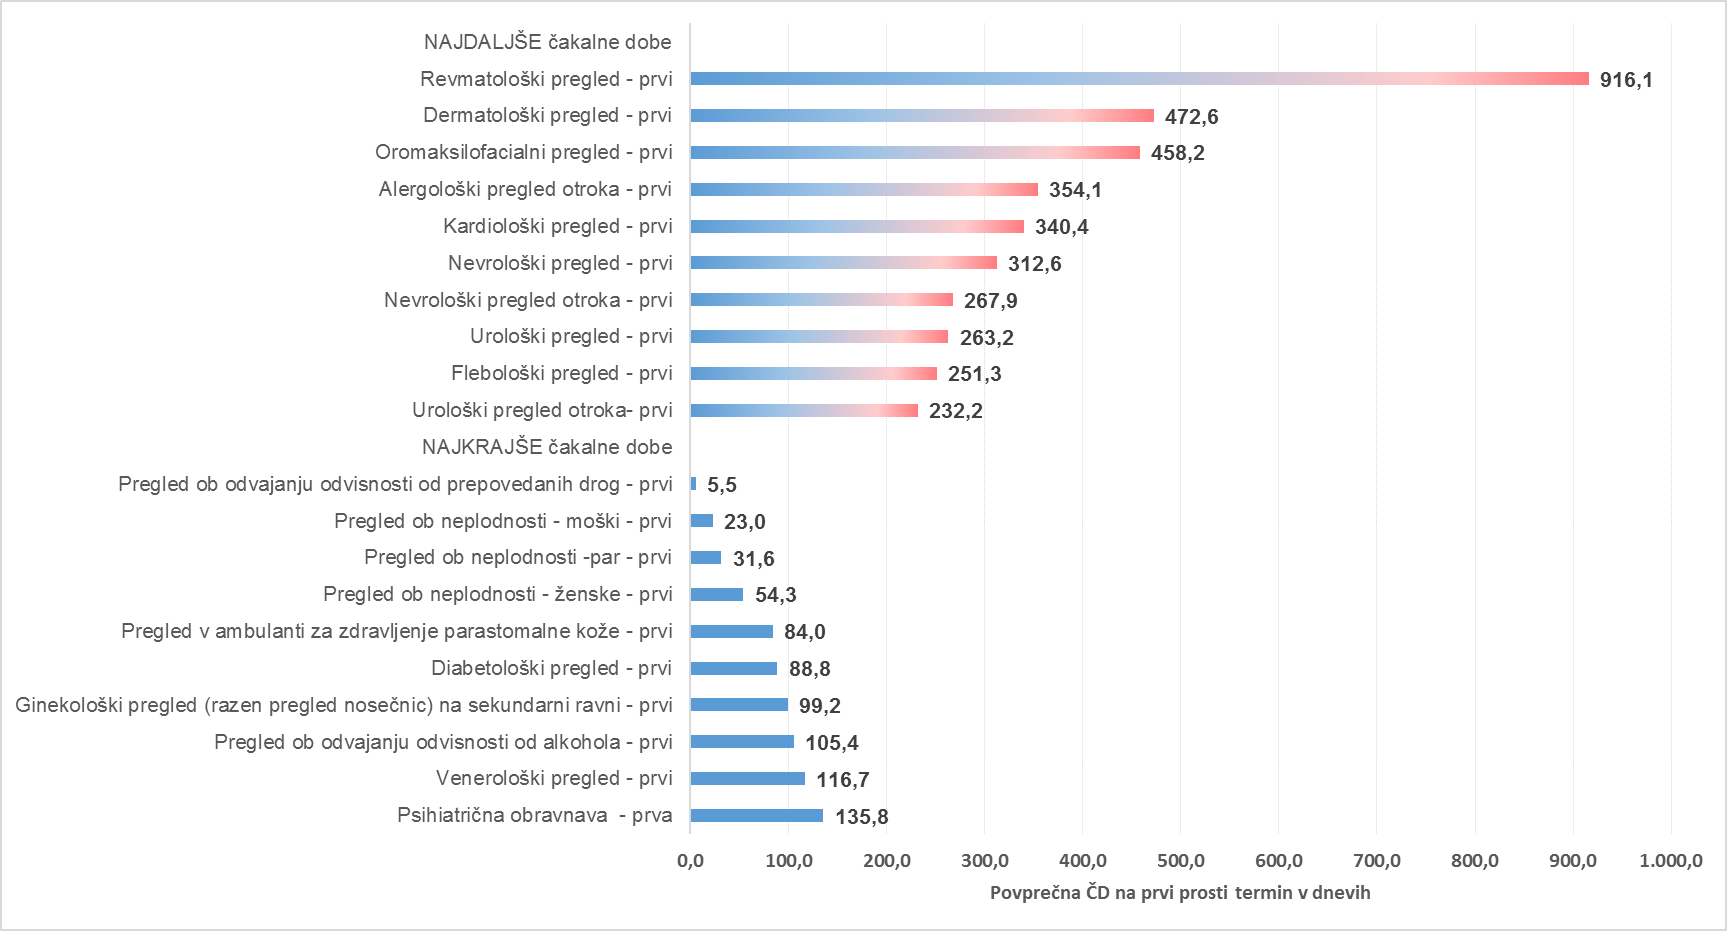 NAJDALJŠE čakalne dobe
Revmatološki pregled - prvi 916,1
Dermatološki pregled - prvi 472,6
Oromaksilofacialni pregled - prvi 458,2
Alergološki pregled otroka - prvi 354,1
Kardiološki pregled - prvi 340,4
Nevrološki pregled - prvi 312,6
Nevrološki pregled otroka - prvi 267,9
Urološki pregled - prvi 263,2
Flebološki pregled - prvi 251,3
Urološki pregled otroka- prvi 232,2
NAJKRAJŠE čakalne dobe
Pregled ob odvajanju odvisnosti od prepovedanih drog - prvi 5,5
Pregled ob neplodnosti - moški - prvi 23,0
Pregled ob neplodnosti -par - prvi 31,6
Pregled ob neplodnosti - ženske - prvi 54,3
Pregled v ambulanti za zdravljenje parastomalne kože - prvi 84,0
Diabetološki pregled - prvi 88,8
Ginekološki pregled (razen pregled nosečnic) na sekundarni ravni - prvi 99,2
Pregled ob odvajanju odvisnosti od alkohola - prvi 105,4
Venerološki pregled - prvi 116,7
Psihiatrična obravnava  - prva 135,8
0,0 100,0 200,0 300,0 400,0 500,0 600,0 700,0 800,0 900,0 1.000,0
Povprečna ČD na prvi prosti termin v dnevih